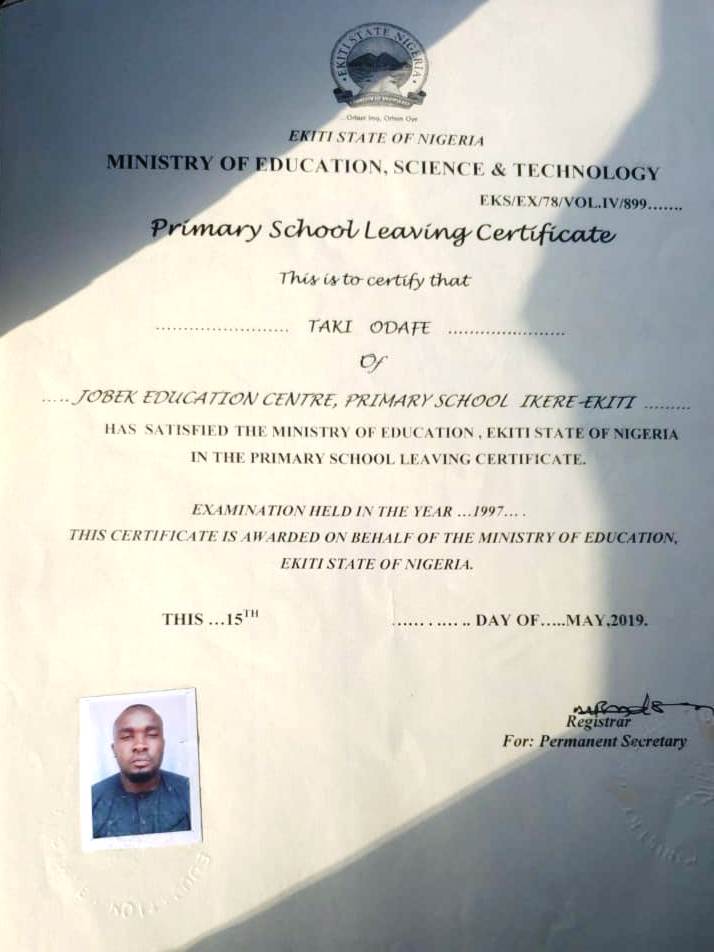 EKITI STATE NIGERIA
...Orisun Imo, Orisun Oye
EKITI STATE OF NIGERIA
MINISTRY OF EDUCATION, SCIENCE & TECHNOLOGY
EKS/EX/78/VOL.IV/899.......
Primary School Leaving Certificate
This is to certify that
....................... TAKI ODAFE ....................
Of
..... JOBEK EDUCATION CENTRE, PRIMARY SCHOOL IKERE-EKITI .........
HAS SATISFIED THE MINISTRY OF EDUCATION , EKITI STATE OF NIGERIA
IN THE PRIMARY SCHOOL LEAVING CERTIFICATE.
EXAMINATION HELD IN THE YEAR ...1997... .
THIS CERTIFICATE IS AWARDED ON BEHALF OF THE MINISTRY OF EDUCATION,
EKITI STATE OF NIGERIA.
THIS ...15TH ...... . .... .. DAY OF.....MAY,2019.
Registrar
For: Permanent Secretary